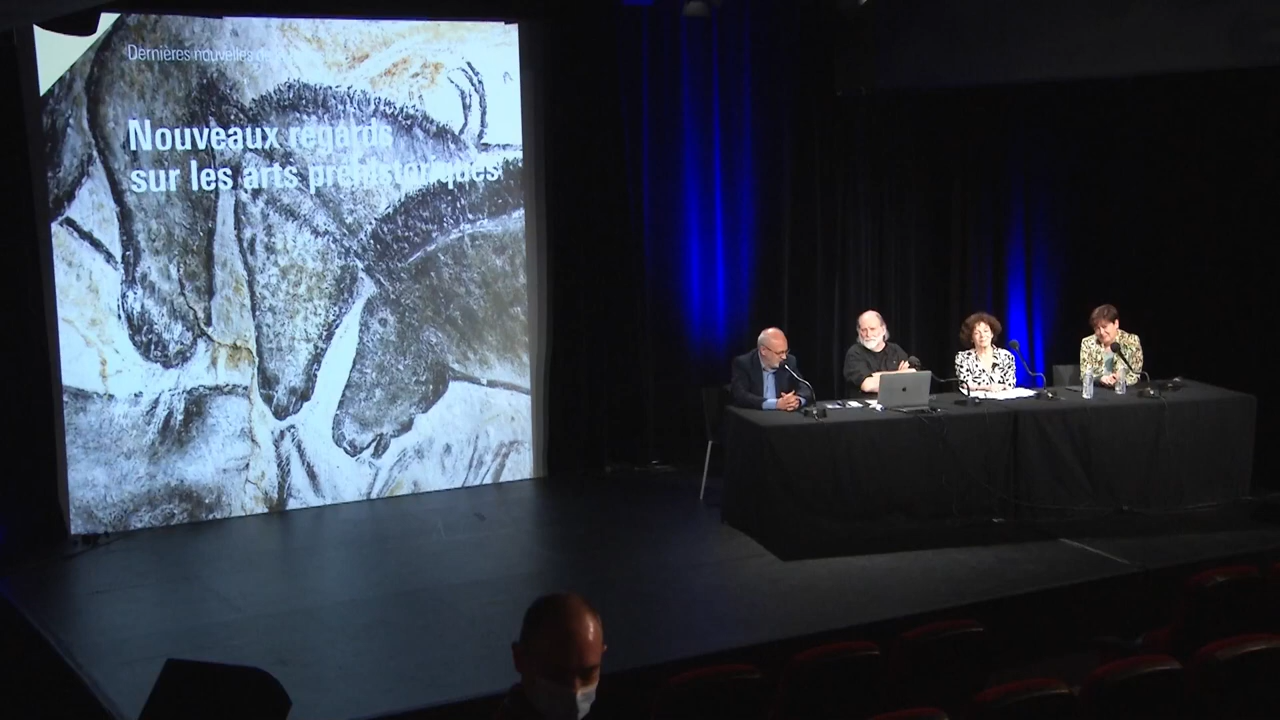 Dernières nouvelles de
Nouveaux regards
sur les arts préhistoriques